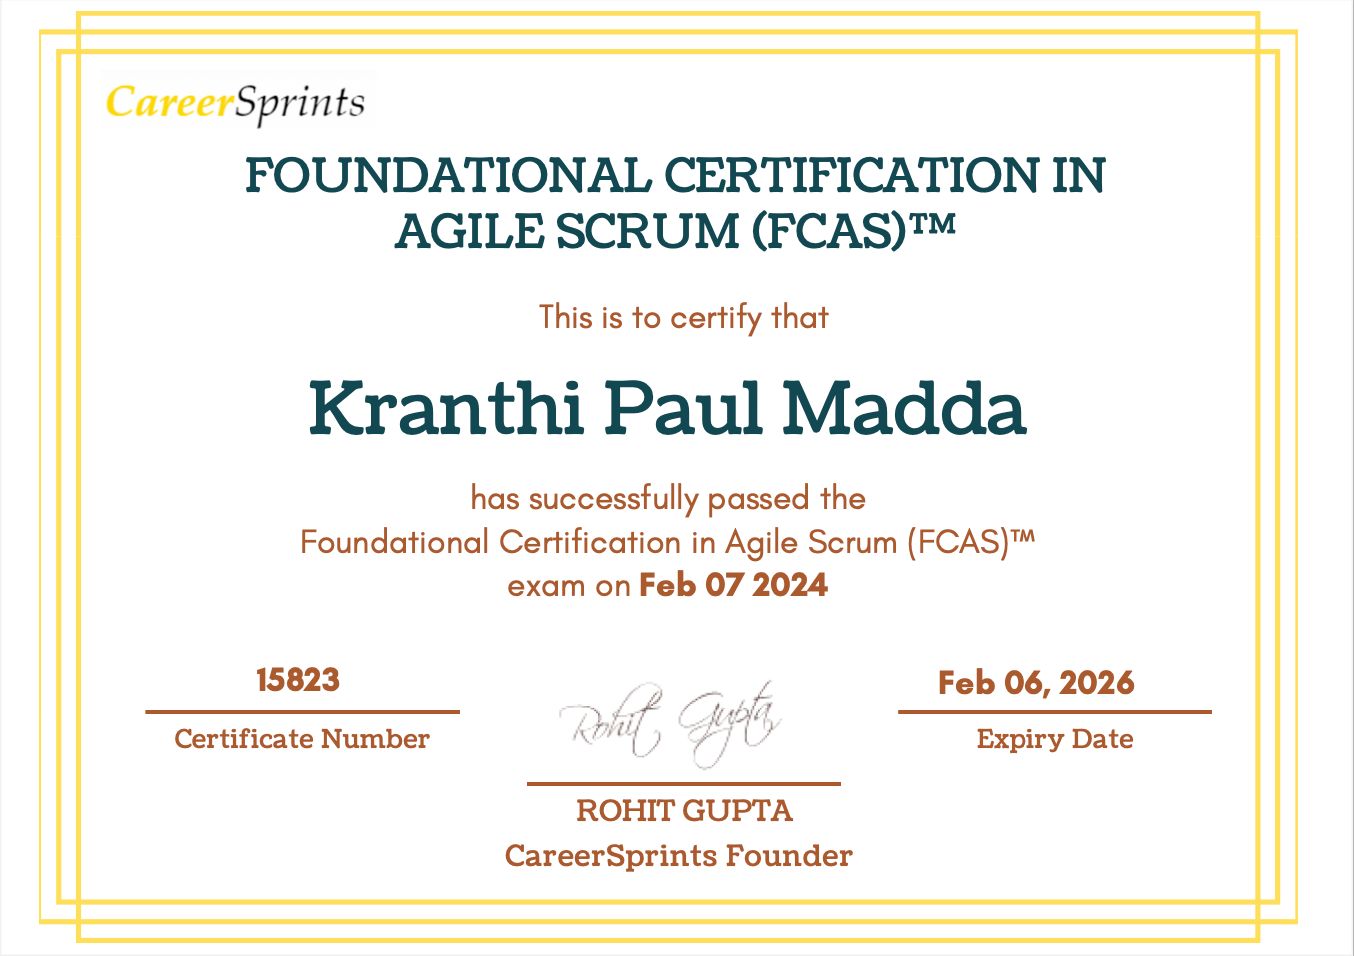 CareerSprints
FOUNDATIONAL CERTIFICATION IN
AGILE SCRUM (FCAS)™
This is to certify that
Kranthi Paul Madda
has successfully passed the
Foundational Certification in Agile Scrum (FCAS)™
exam on Feb 07 2024
15823
Certificate Number
Rohit Gupta
ROHIT GUPTA
CareerSprints Founder
Feb 06, 2026
Expiry Date